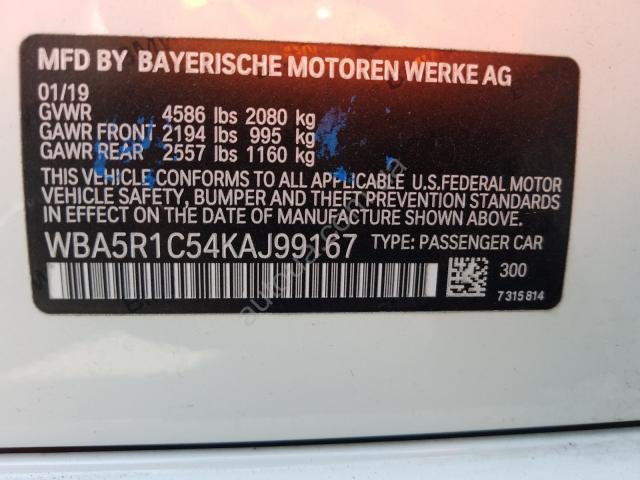 MFD BY BAYERISCHE MOTOREN WERKE AG
01/19
GVWR 4586 lbs 2080 kg
GAWR FRONT 2194 lbs 995 kg
GAWR REAR 2557 lbs 1160 kg
THIS VEHICLE CONFORMS TO ALL APPLICABLE U.S.FEDERAL MOTOR
VEHICLE SAFETY, BUMPER AND THEFT PREVENTION STANDARDS
IN EFFECT ON THE DATE OF MANUFACTURE SHOWN ABOVE.
WBA5R1C54KAJ99167 TYPE: PASSENGER CAR
300
7315814